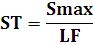 ST = Smax / LF